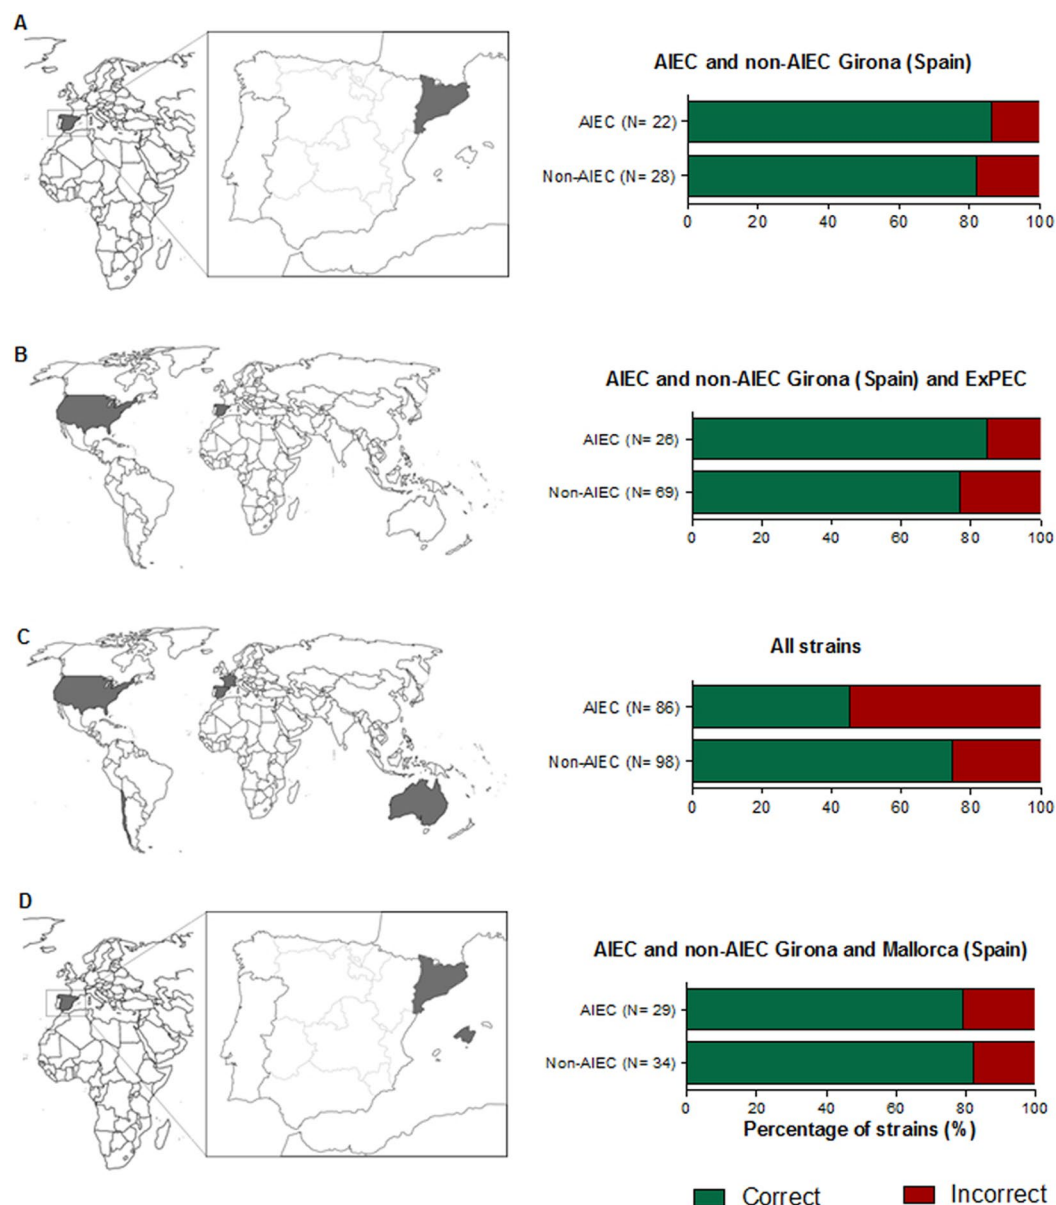 A
AIEC and non-AIEC Girona (Spain)
AIEC (N= 22)
Non-AIEC (N= 28)
0 20 40 60 80 100
B
AIEC and non-AIEC Girona (Spain) and ExPEC
AIEC (N= 26)
Non-AIEC (N= 69)
0 20 40 60 80 100
C
All strains
AIEC (N= 86)
Non-AIEC (N= 98)
0 20 40 60 80 100
D
AIEC and non-AIEC Girona and Mallorca (Spain)
AIEC (N= 29)
Non-AIEC (N= 34)
0 20 40 60 80 100
Percentage of strains (%)
Correct Incorrect